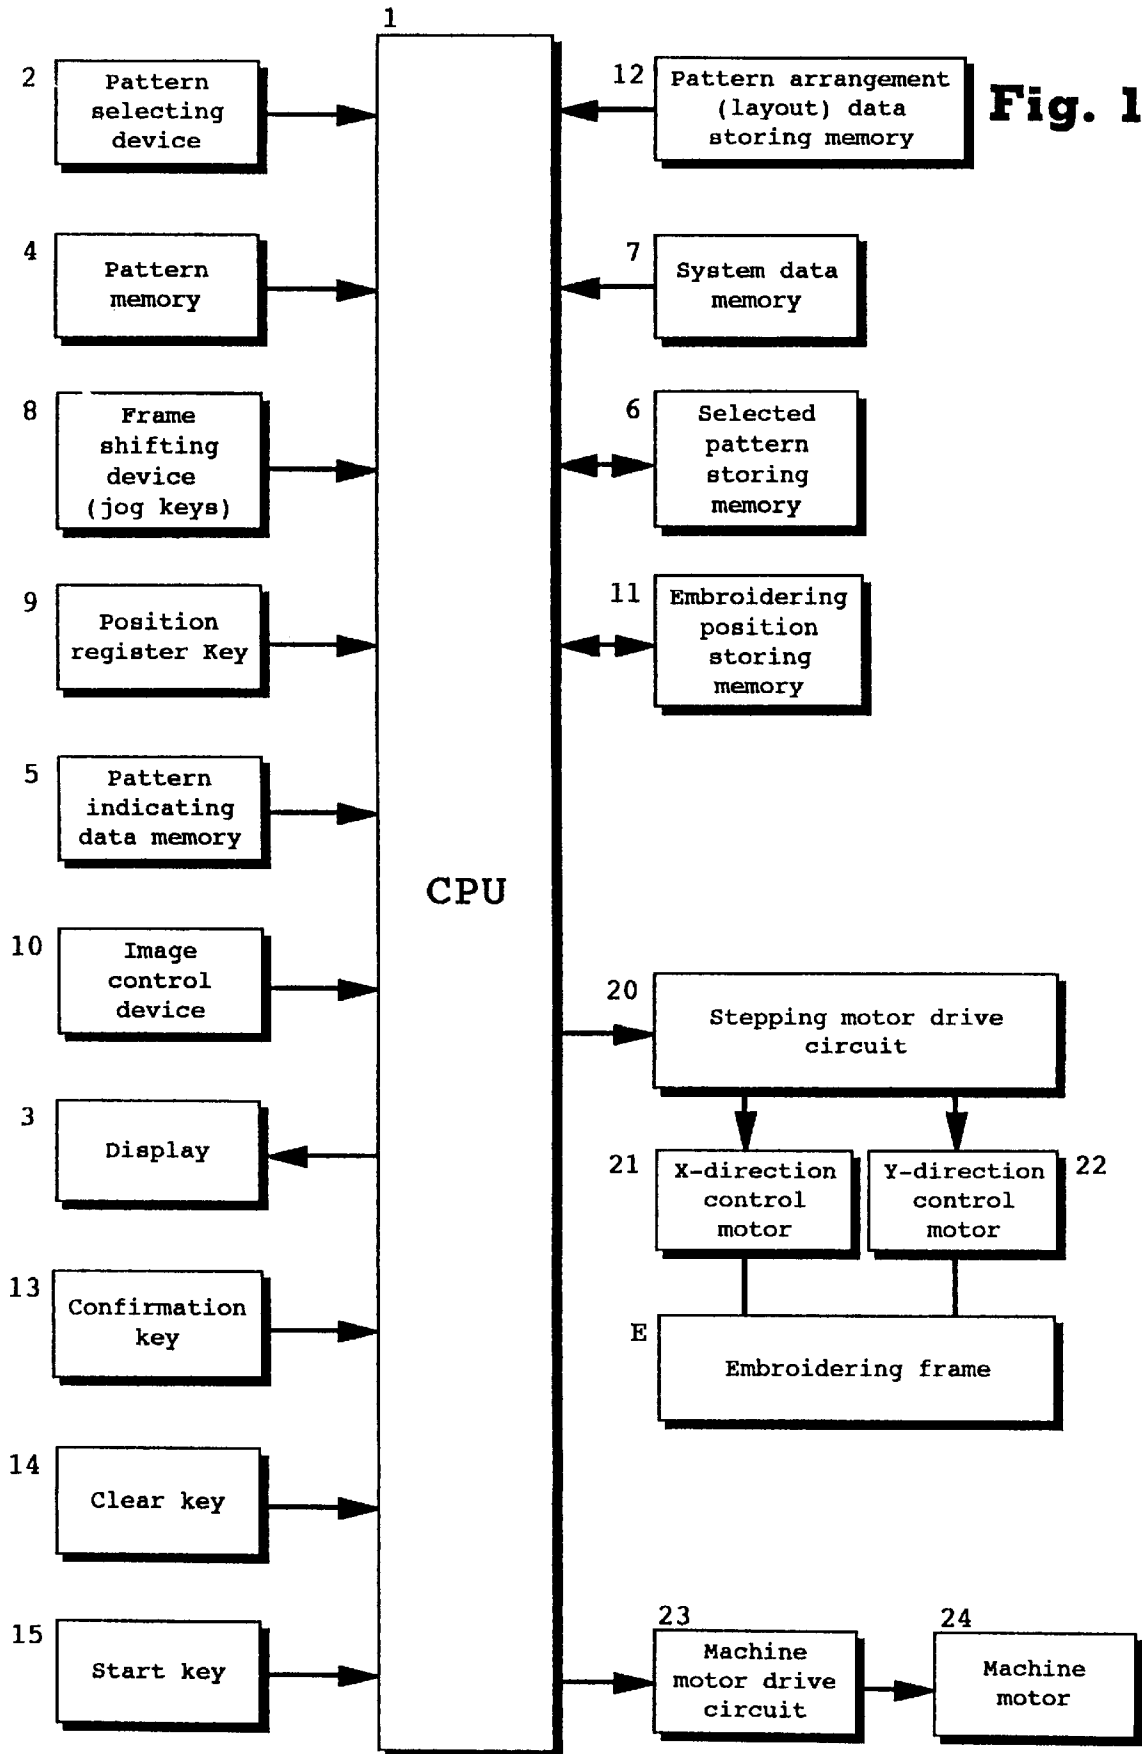 1
2
Pattern
selecting
device
12
Pattern arrangement
(layout) data
storing memory
Fig. 1
4
Pattern
memory
7
System data
memory
8
Frame
shifting
device
(jog keys)
6
Selected
pattern
storing
memory
9
Position
register Key
11
Embroidering
position
storing
memory
5
Pattern
indicating
data memory
CPU
10
Image
control
device
20
Stepping motor drive
circuit
3
Display
21
X-direction
control
motor
Y-direction
control
motor
22
13
Confirmation
key
E
Embroidering frame
14
Clear key
15
Start key
23
Machine
motor drive
circuit
24
Machine
motor